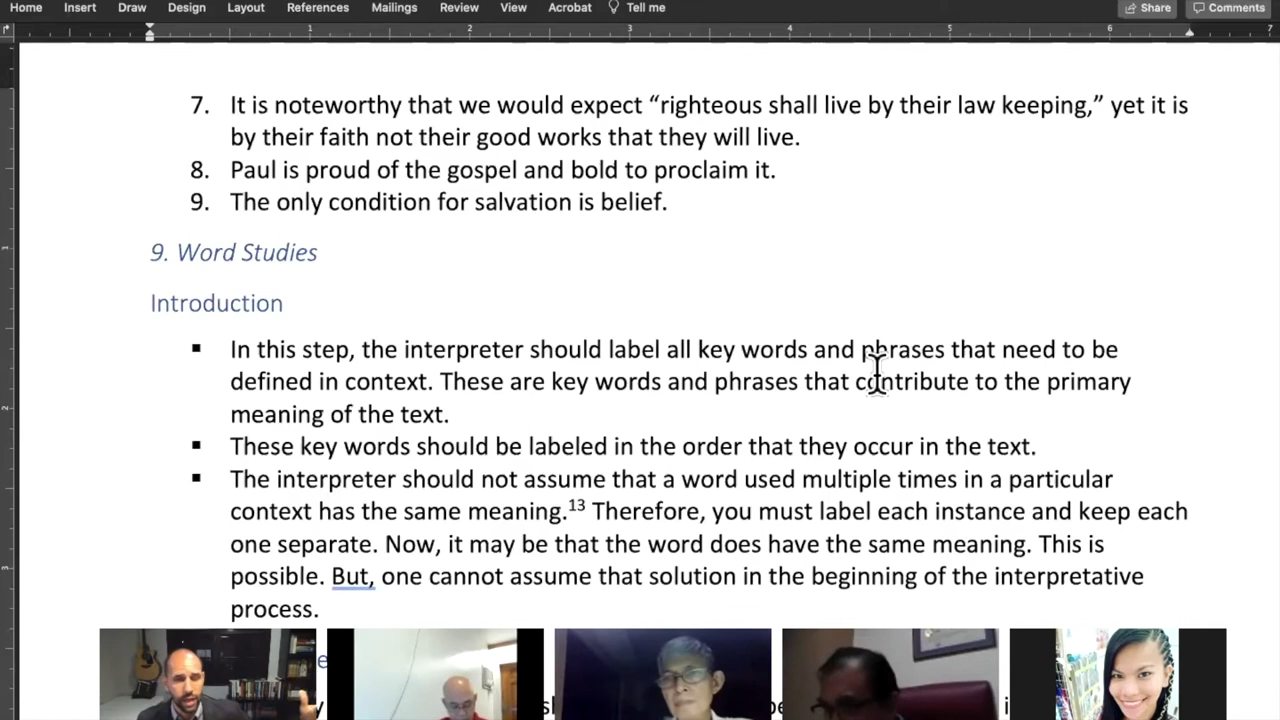 Home Insert Draw Design Layout References Mailings Review View Acrobat Tell me Share Comments
1 2 3 4 5 6 7
7. It is noteworthy that we would expect “righteous shall live by their law keeping,” yet it is
by their faith not their good works that they will live.
8. Paul is proud of the gospel and bold to proclaim it.
9. The only condition for salvation is belief.
9. Word Studies
Introduction
▪ In this step, the interpreter should label all key words and phrases that need to be
defined in context. These are key words and phrases that contribute to the primary
meaning of the text.
▪ These key words should be labeled in the order that they occur in the text.
▪ The interpreter should not assume that a word used multiple times in a particular
context has the same meaning.13 Therefore, you must label each instance and keep each
one separate. Now, it may be that the word does have the same meaning. This is
possible. But, one cannot assume that solution in the beginning of the interpretative
process.